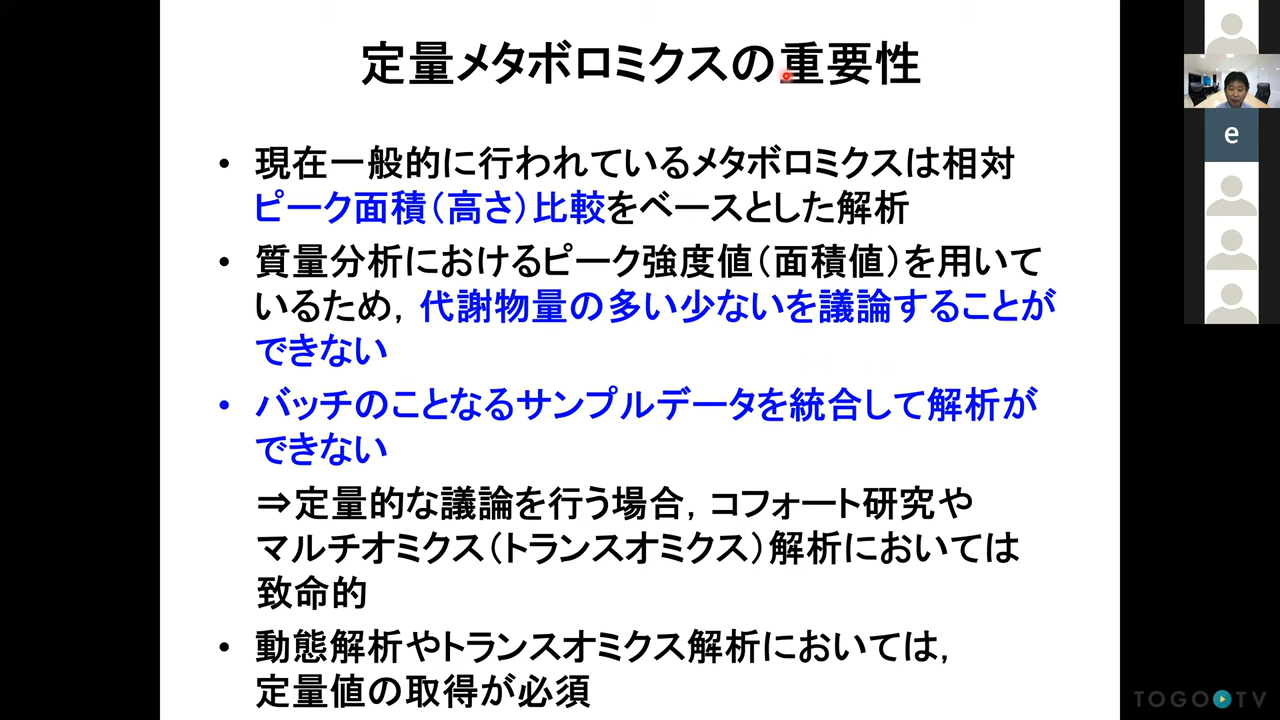 定量メタボロミクスの重要性
• 現在一般的に行われているメタボロミクスは相対
ピーク面積（高さ）比較をベースとした解析
• 質量分析におけるピーク強度値（面積値）を用いて
いるため，代謝物量の多い少ないを議論することが
できない
• バッチのことなるサンプルデータを統合して解析が
できない
⇒定量的な議論を行う場合，コフォート研究や
マルチオミクス（トランスオミクス）解析においては
致命的
• 動態解析やトランスオミクス解析においては，
定量値の取得が必須
e
TOGO TV